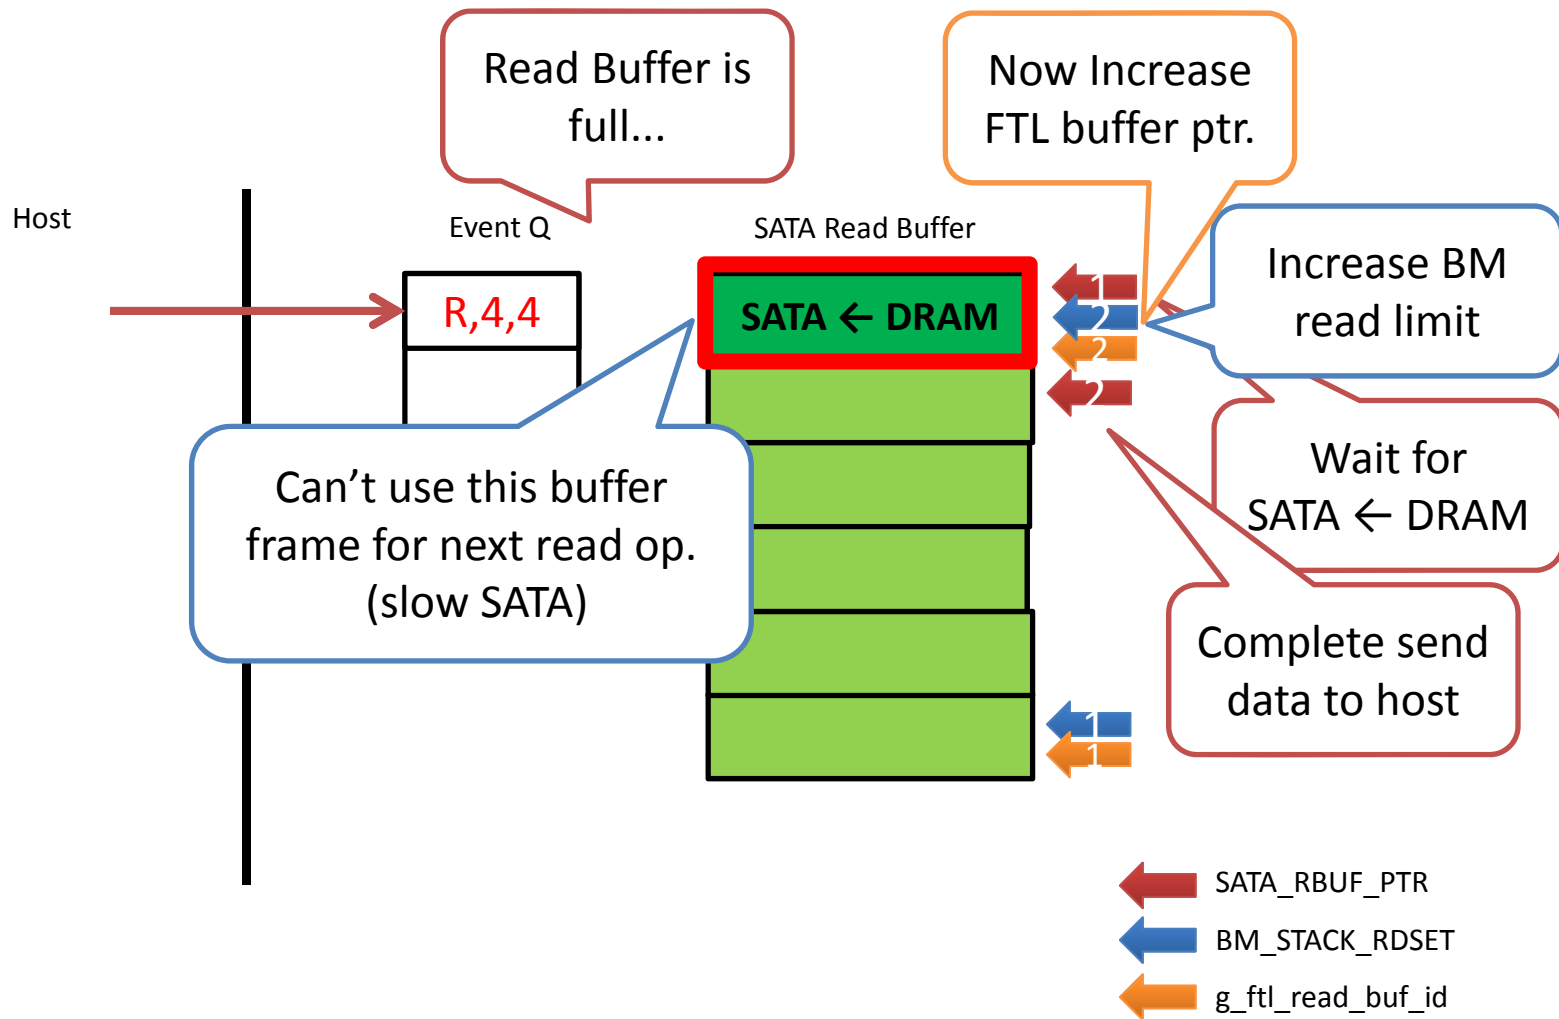 Read Buffer is
full...
Now Increase
FTL buffer ptr.
Host
Event Q
SATA Read Buffer
Increase BM
read limit
R,4,4
SATA ← DRAM
1
2
2
2
Can’t use this buffer
frame for next read op.
(slow SATA)
Wait for
SATA ← DRAM
Complete send
data to host
1
1
SATA_RBUF_PTR
BM_STACK_RDSET
g_ftl_read_buf_id